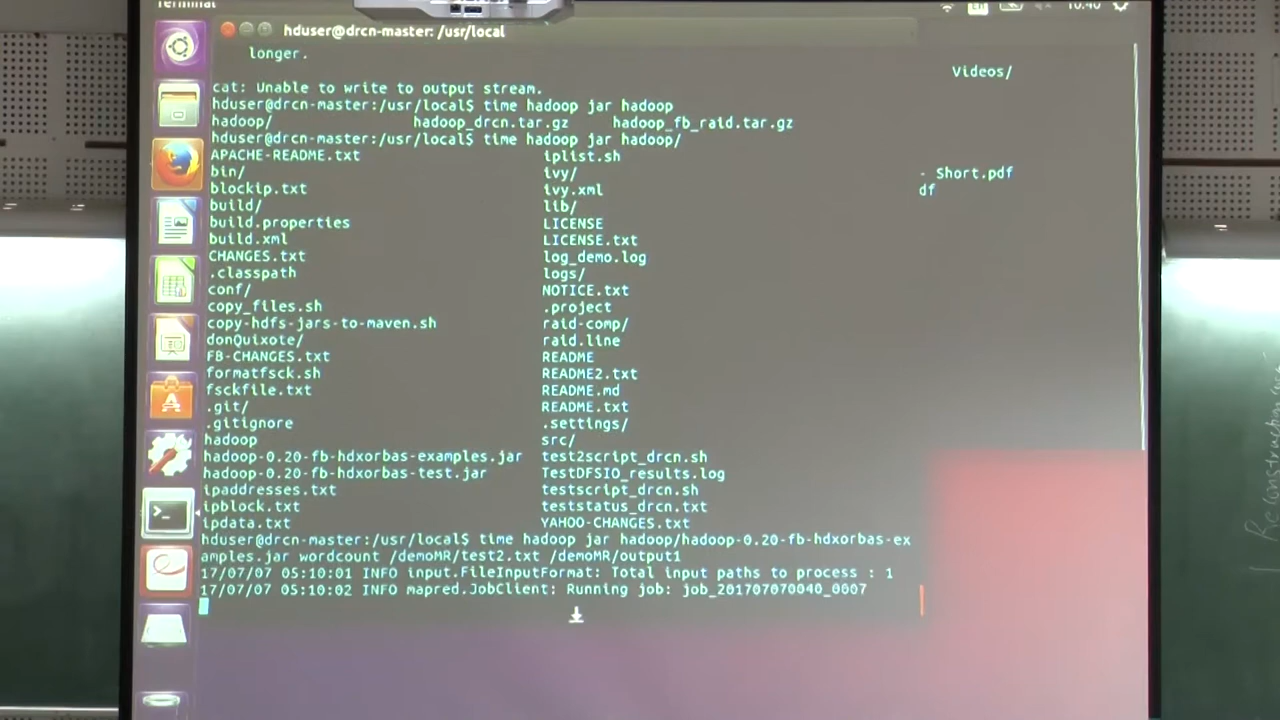 Terminal
hduser@drcn-master: /usr/local
longer.
Videos/
cat: Unable to write to output stream.
hduser@drcn-master:/usr/local$ time hadoop jar hadoop
hadoop/ hadoop_drcn.tar.gz hadoop_fb_raid.tar.gz
hduser@drcn-master:/usr/local$ time hadoop jar hadoop/
APACHE-README.txt iplist.sh
bin/ ivy/ - Short.pdf
blockip.txt ivy.xml df
build/ lib/
build.properties LICENSE
build.xml LICENSE.txt
CHANGES.txt log_demo.log
.classpath logs/
conf/ NOTICE.txt
copy_files.sh .project
copy-hdfs-jars-to-maven.sh raid-comp/
donQuixote/ raid.line
FB-CHANGES.txt README
formatfsck.sh README2.txt
fsckfile.txt README.md
.git/ README.txt
.gitignore .settings/
hadoop src/
hadoop-0.20-fb-hdxorbas-examples.jar test2script_drcn.sh
hadoop-0.20-fb-hdxorbas-test.jar TestDFSIO_results.log
ipaddresses.txt testscript_drcn.sh
ipblock.txt teststatus_drcn.txt
ipdata.txt YAHOO-CHANGES.txt
hduser@drcn-master:/usr/local$ time hadoop jar hadoop/hadoop-0.20-fb-hdxorbas-ex
amples.jar wordcount /demoMR/test2.txt /demoMR/output1
17/07/07 05:10:01 INFO input.FileInputFormat: Total input paths to process : 1
17/07/07 05:10:02 INFO mapred.JobClient: Running job: job_201707070040_0007